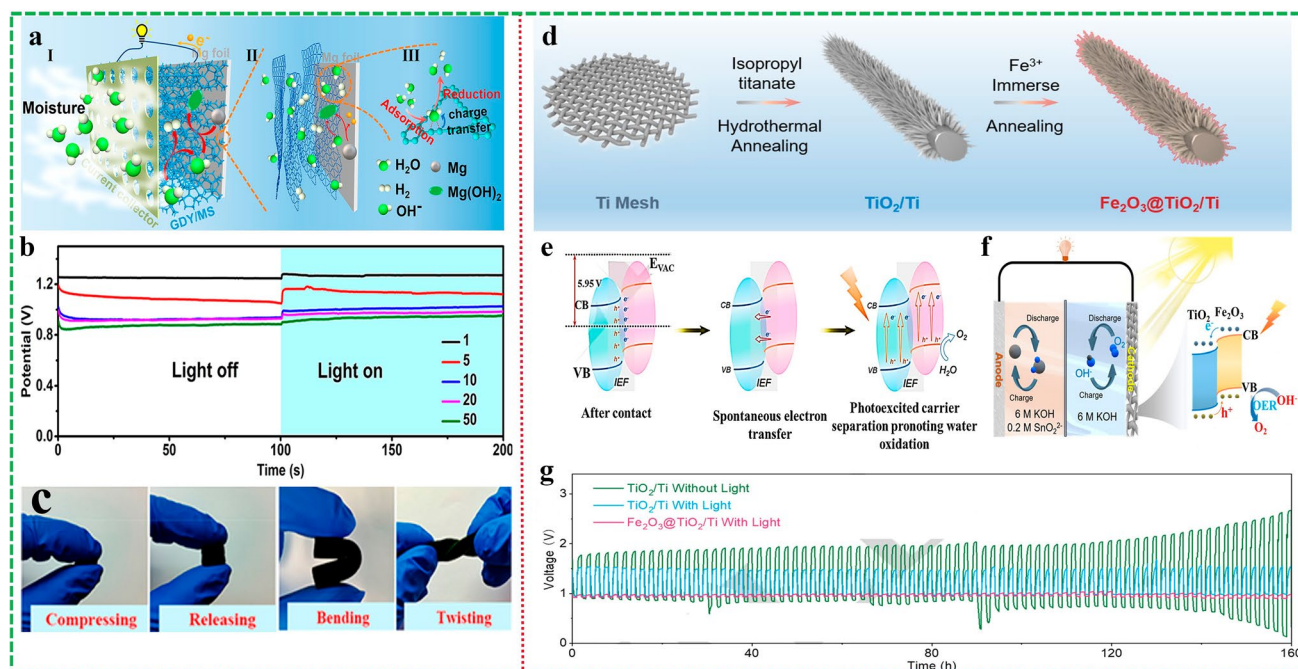 a
I
II
III
e⁻
Mg foil
Mg foil
Moisture
Current collector
GDY/MS
Reduction
Adsorption
charge
transfer
H₂O
H₂
OH⁻
Mg
Mg(OH)₂
b
Potential (V)
1.2
0.8
0.4
0.0
Light off
Light on
1
5
10
20
50
0
50
100
150
200
Time (s)
c
Compressing
Releasing
Bending
Twisting
d
Isopropyl
titanate
Hydrothermal
Annealing
Fe³⁺
Immerse
Annealing
Ti Mesh
TiO₂/Ti
Fe₂O₃@TiO₂/Ti
e
E_VAC
5.95 V
CB
VB
e⁻
e⁻
e⁻
e⁻
h⁺
h⁺
h⁺
h⁺
IEF
After contact
CB
VB
e⁻
e⁻
h⁺
h⁺
IEF
Spontaneous electron
transfer
CB
VB
IEF
O₂
H₂O
Photoexcited carrier
separation pronoting water
oxidation
f
Anode
Discharge
Charge
6 M KOH
0.2 M SnO₂²⁻
Discharge
O₂
OH⁻
Charge
6 M KOH
Cathode
TiO₂
Fe₂O₃
e⁻
CB
VB
h⁺
OER
OH⁻
O₂
g
TiO₂/Ti Without Light
TiO₂/Ti With Light
Fe₂O₃@TiO₂/Ti With Light
Voltage (V)
3
2
1
0
0
20
40
60
80
100
120
140
160
Time (h)